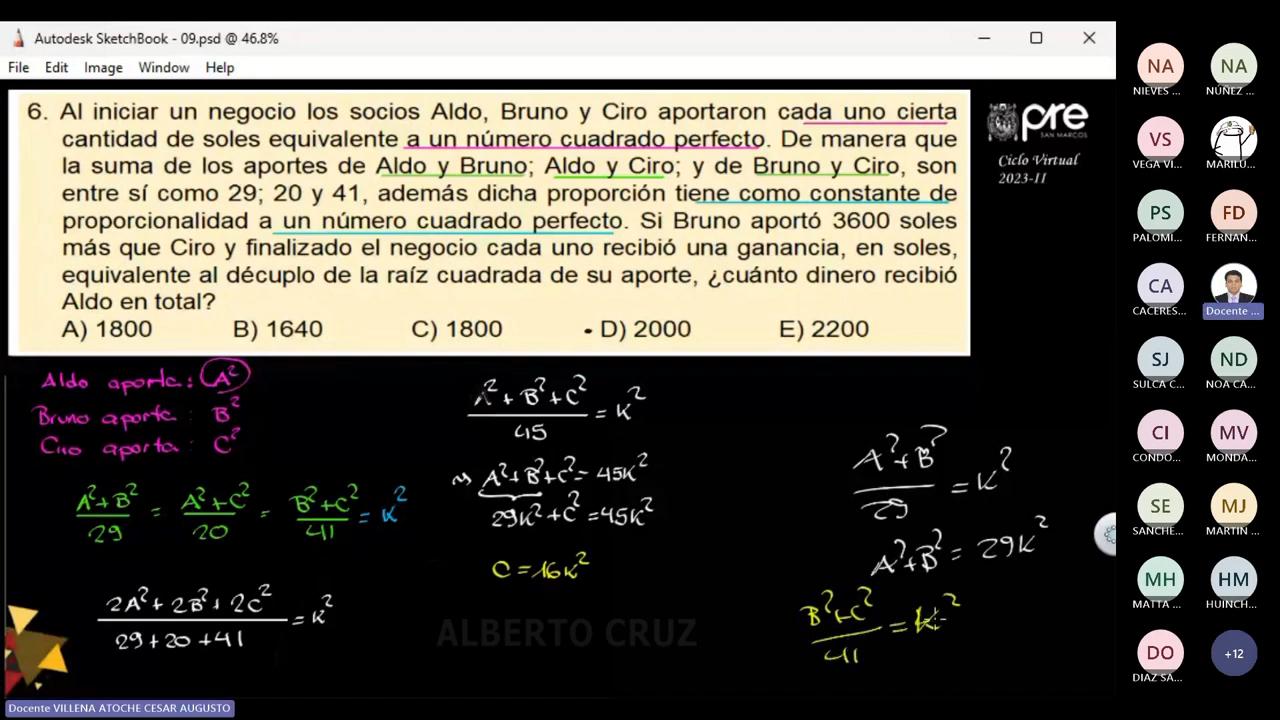 Autodesk SketchBook - 09.psd @ 46.8%
File Edit Image Window Help
6. Al iniciar un negocio los socios Aldo, Bruno y Ciro aportaron cada uno cierta
cantidad de soles equivalente a un número cuadrado perfecto. De manera que
la suma de los aportes de Aldo y Bruno; Aldo y Ciro; y de Bruno y Ciro, son
entre sí como 29; 20 y 41, además dicha proporción tiene como constante de
proporcionalidad a un número cuadrado perfecto. Si Bruno aportó 3600 soles
más que Ciro y finalizado el negocio cada uno recibió una ganancia, en soles,
equivalente al décuplo de la raíz cuadrada de su aporte, ¿cuánto dinero recibió
Aldo en total?
A) 1800 B) 1640 C) 1800 D) 2000 E) 2200
pre
SAN MARCOS
Ciclo Virtual
2023-II
Aldo aporta: A²
Bruno aporta: B²
Ciro aporta: C²
(A²+B²)/29 = (A²+C²)/20 = (B²+C²)/41 = K²
(2A²+2B²+2C²)/(29+20+41) = K²
(A²+B²+C²)/45 = K²
A²+B²+C²=45K²
29K²+C²=45K²
C=16K²
(A²+B²)/29 = K²
A²+B²=29K²
(B²+C²)/41 = K²
ALBERTO CRUZ
NA
NIEVES ...
NA
NÚÑEZ ...
VS
VEGA VI...
MARILÚ...
PS
PALOMI...
FD
FERNAN...
CA
CACERES...
Docente ...
SJ
SULCA C...
ND
NOA CA...
CI
CONDO...
MV
MONDA...
SE
SANCHE...
MJ
MARTIN ...
MH
MATTA ...
HM
HUINCH...
DO
DIAZ SA...
+12
Docente VILLENA ATOCHE CESAR AUGUSTO